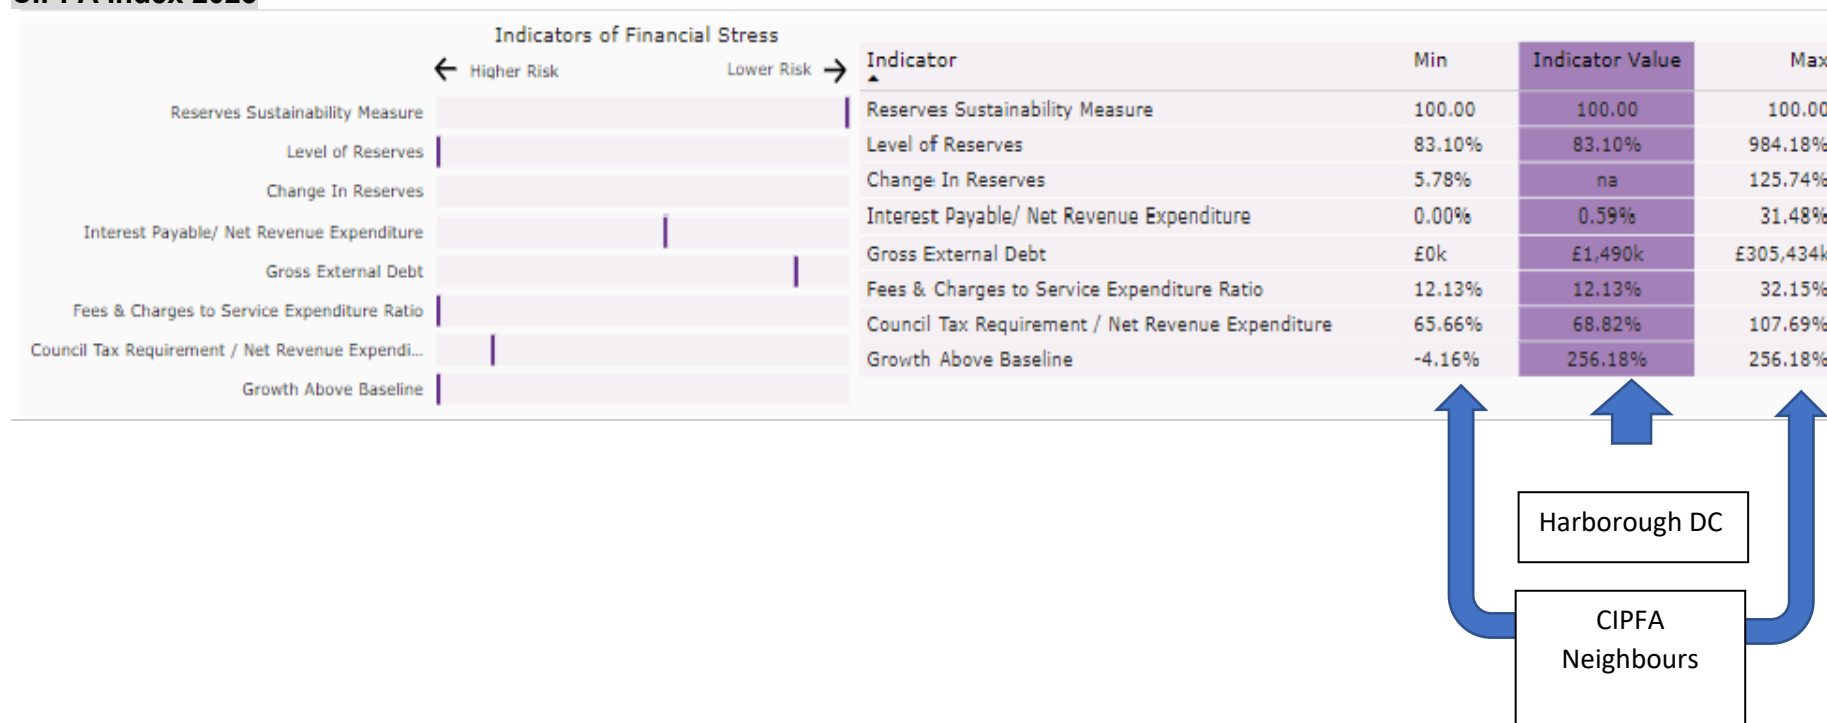 CIPFA Index 2023
Indicators of Financial Stress
← Higher Risk Lower Risk →
Reserves Sustainability Measure
Level of Reserves
Change In Reserves
Interest Payable/ Net Revenue Expenditure
Gross External Debt
Fees & Charges to Service Expenditure Ratio
Council Tax Requirement / Net Revenue Expendi...
Growth Above Baseline
Indicator Min Indicator Value Max
Reserves Sustainability Measure 100.00 100.00 100.00
Level of Reserves 83.10% 83.10% 984.18%
Change In Reserves 5.78% na 125.74%
Interest Payable/ Net Revenue Expenditure 0.00% 0.59% 31.48%
Gross External Debt £0k £1,490k £305,434k
Fees & Charges to Service Expenditure Ratio 12.13% 12.13% 32.15%
Council Tax Requirement / Net Revenue Expenditure 65.66% 68.82% 107.69%
Growth Above Baseline -4.16% 256.18% 256.18%
Harborough DC
CIPFA
Neighbours